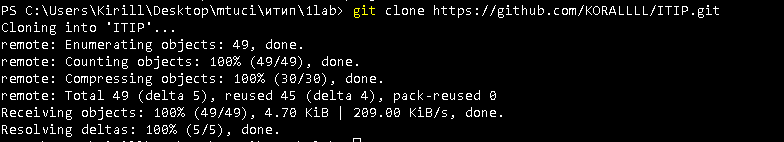 PS C:\Users\Kirill\Desktop\mtuci\итип\1lab> git clone https://github.com/KORALLLL/ITIP.git
Cloning into 'ITIP'...
remote: Enumerating objects: 49, done.
remote: Counting objects: 100% (49/49), done.
remote: Compressing objects: 100% (30/30), done.
remote: Total 49 (delta 5), reused 45 (delta 4), pack-reused 0
Receiving objects: 100% (49/49), 4.70 KiB | 209.00 KiB/s, done.
Resolving deltas: 100% (5/5), done.